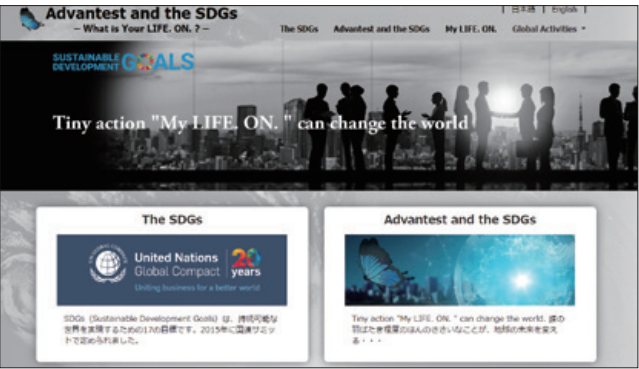 | 日本語 | English |
Advantest and the SDGs
– What is Your LIFE. ON. ? –
The SDGs Advantest and the SDGs My LIFE. ON. Global Activities
SUSTAINABLE
DEVELOPMENT GOALS
Tiny action "My LIFE. ON. " can change the world
The SDGs
United Nations
Global Compact
20
years
Uniting business for a better world
SDGs (Sustainable Development Goals) は、持続可能な
世界を実現するための17の目標です。2015年に国連サミッ
トで定められました。
Advantest and the SDGs
Tiny action "My LIFE. ON. " can change the world. 蝶の
羽ばたき程度のほんのささいなことが、地球の未来を変え
る・・・